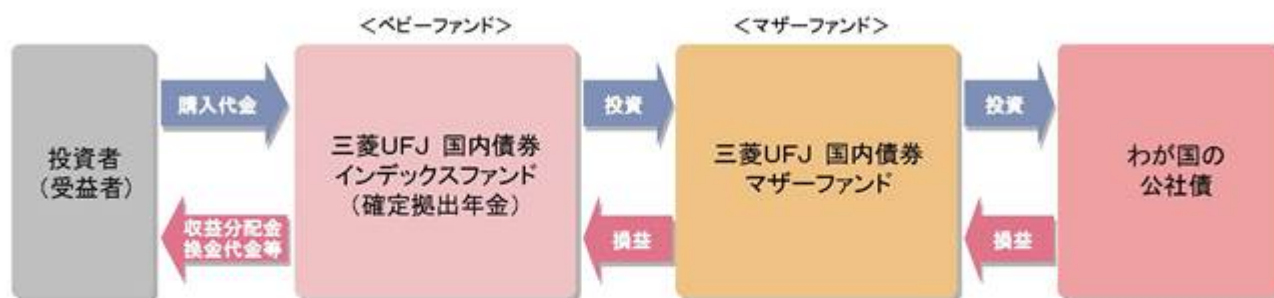 <ベビーファンド>
<マザーファンド>
投資者
(受益者)
購入代金
収益分配金
換金代金等
三菱UFJ 国内債券
インデックスファンド
(確定拠出年金)
投資
損益
三菱UFJ 国内債券
マザーファンド
投資
損益
わが国の
公社債